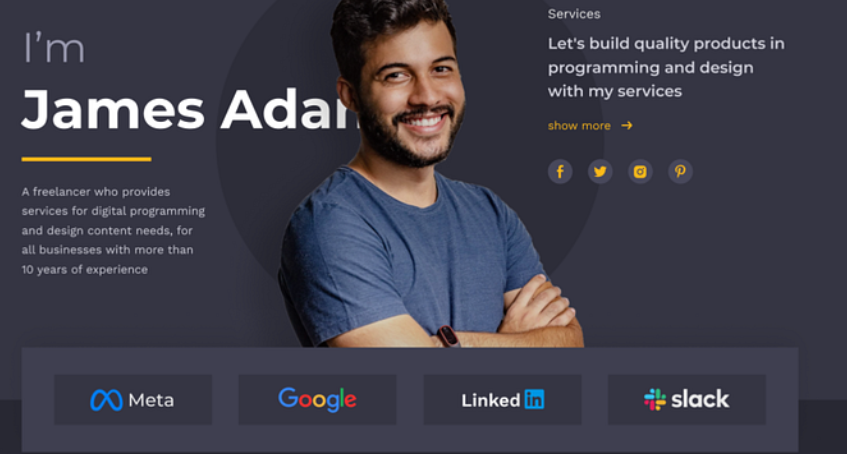 I'm
James Adam
A freelancer who provides
services for digital programming
and design content needs, for
all businesses with more than
10 years of experience
Services
Let's build quality products in
programming and design
with my services
show more
Meta
Google
Linked in
slack